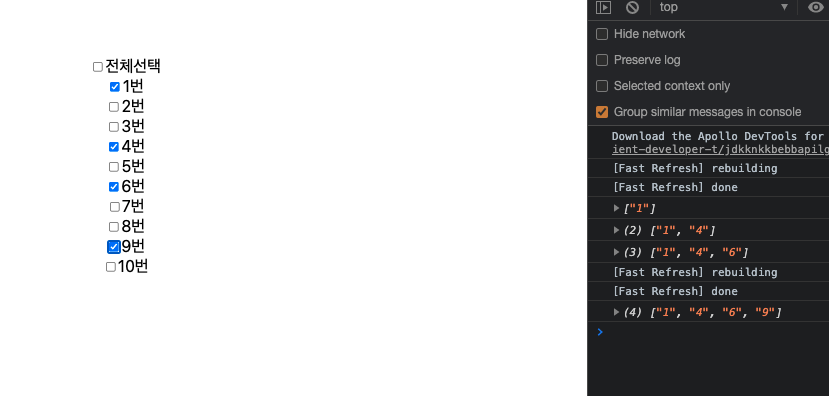 전체선택
1번
2번
3번
4번
5번
6번
7번
8번
9번
10번
top
Hide network
Preserve log
Selected context only
Group similar messages in console
Download the Apollo DevTools for
ient-developer-t/jdkknkkbebbapilg
[Fast Refresh] rebuilding
[Fast Refresh] done
["1"]
(2) ["1", "4"]
(3) ["1", "4", "6"]
[Fast Refresh] rebuilding
[Fast Refresh] done
(4) ["1", "4", "6", "9"]